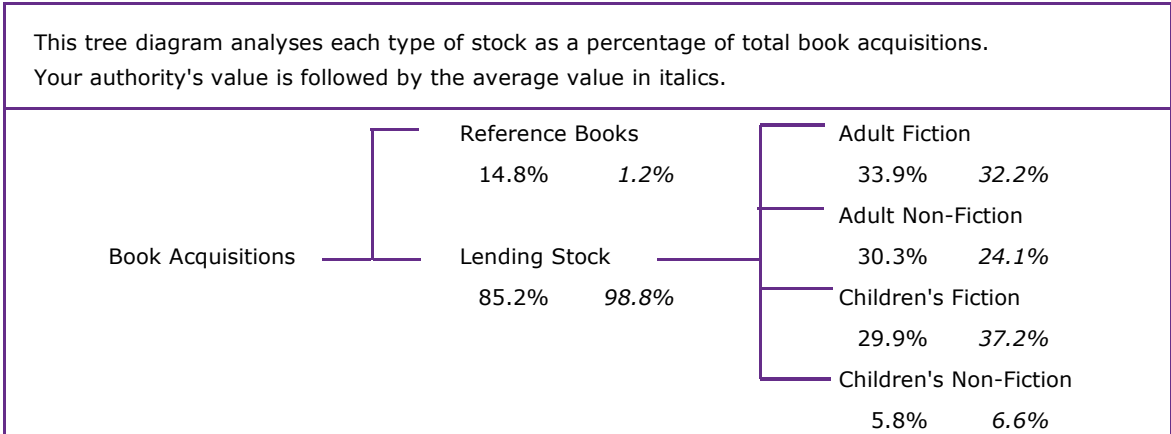 This tree diagram analyses each type of stock as a percentage of total book acquisitions.
Your authority's value is followed by the average value in italics.
Reference Books
14.8% 1.2%
Book Acquisitions
Lending Stock
85.2% 98.8%
Adult Fiction
33.9% 32.2%
Adult Non-Fiction
30.3% 24.1%
Children's Fiction
29.9% 37.2%
Children's Non-Fiction
5.8% 6.6%